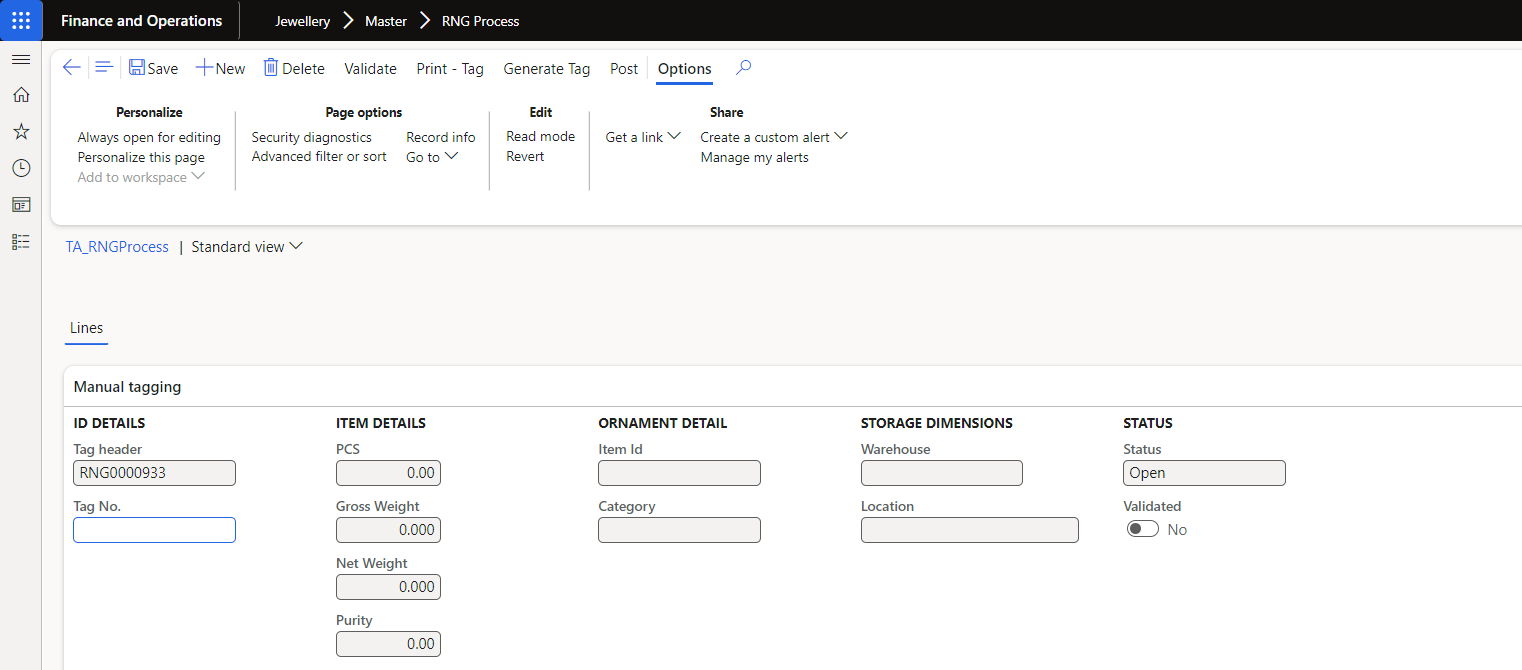 Finance and Operations
Jewellery > Master > RNG Process
Save New Delete Validate Print - Tag Generate Tag Post Options
Personalize
Always open for editing
Personalize this page
Add to workspace
Page options
Security diagnostics
Advanced filter or sort
Record info
Go to
Edit
Read mode
Revert
Share
Get a link
Create a custom alert
Manage my alerts
TA_RNGProcess | Standard view
Lines
Manual tagging
ID DETAILS
Tag header
RNG0000933
Tag No.
ITEM DETAILS
PCS
0.00
Gross Weight
0.000
Net Weight
0.000
Purity
0.00
ORNAMENT DETAIL
Item Id
Category
STORAGE DIMENSIONS
Warehouse
Location
STATUS
Status
Open
Validated
No